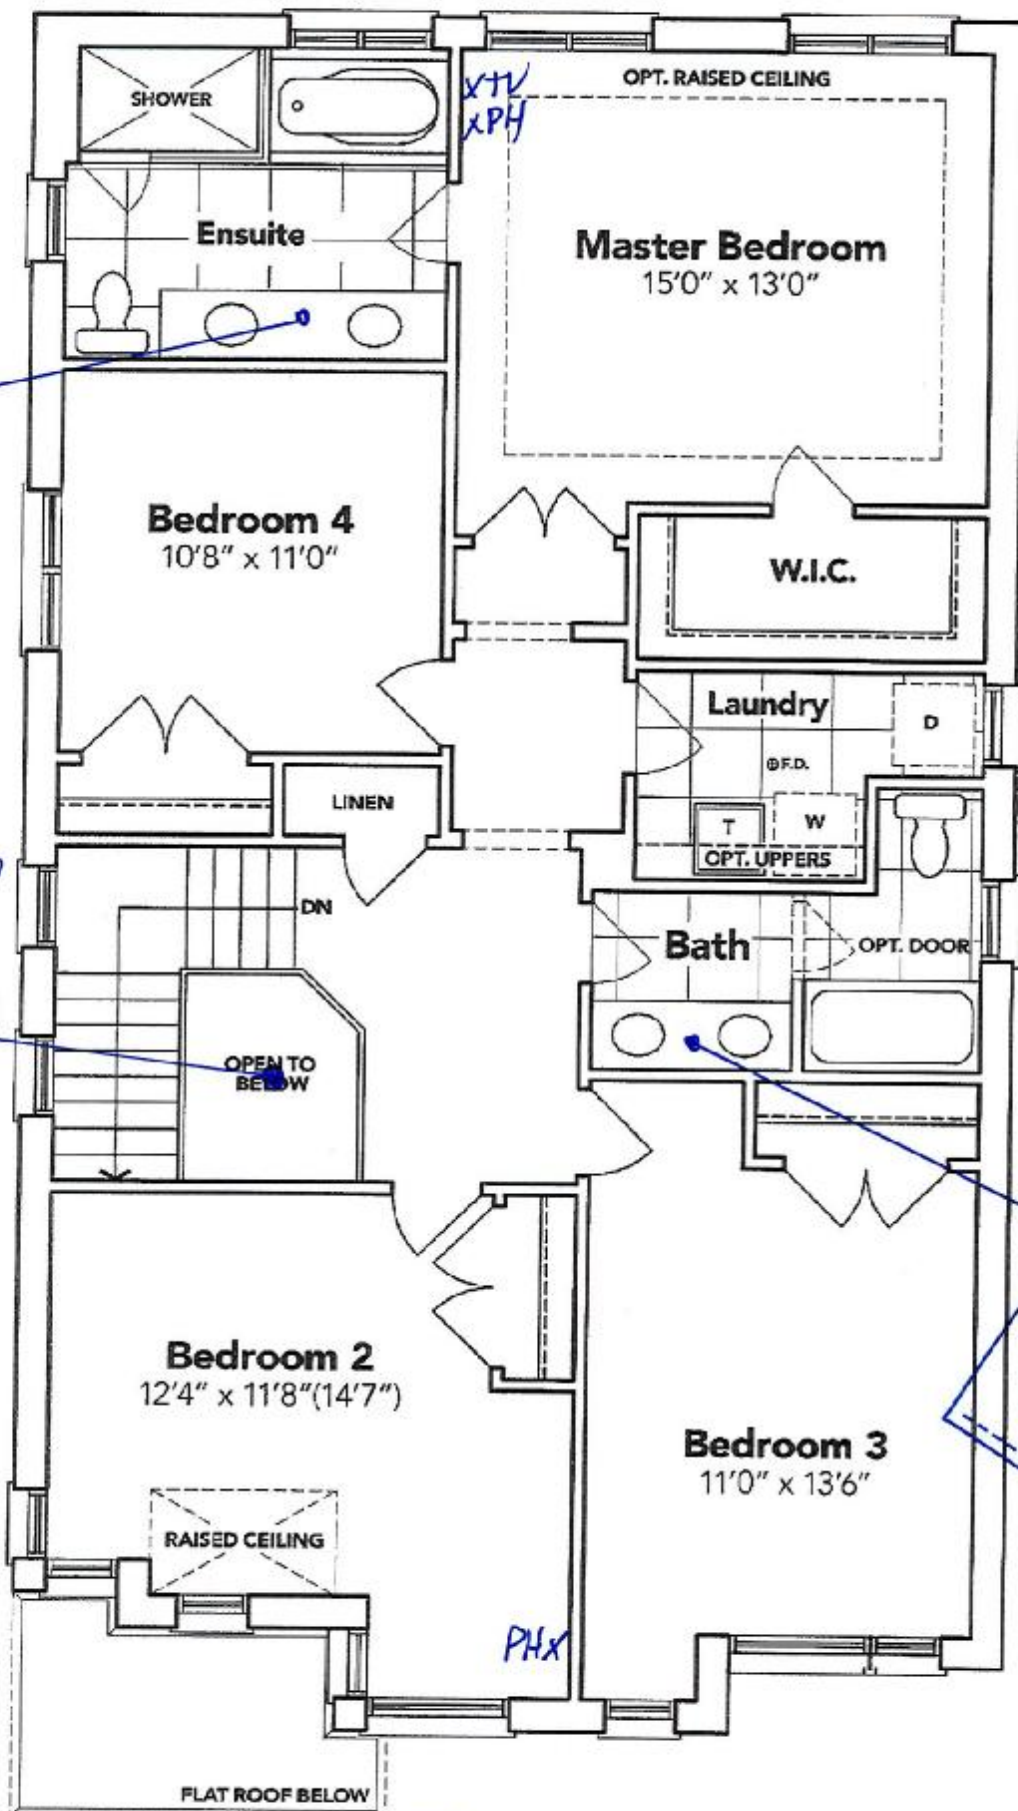 SHOWER
xTV
xPH
OPT. RAISED CEILING
Ensuite
Master Bedroom
15'0" x 13'0"
Bedroom 4
10'8" x 11'0"
W.I.C.
Laundry
D
F.D.
LINEN
T
W
OPT. UPPERS
DN
Bath
OPT. DOOR
OPEN TO
BELOW
Bedroom 2
12'4" x 11'8"(14'7")
Bedroom 3
11'0" x 13'6"
RAISED CEILING
PHx
FLAT ROOF BELOW